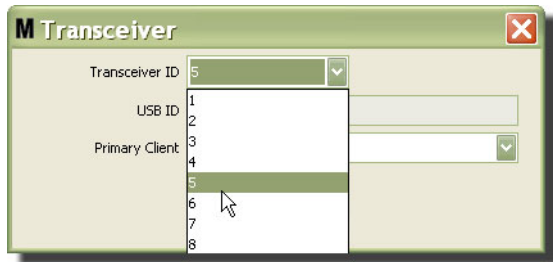 M Transceiver
Transceiver ID 5
1
USB ID
2
3
Primary Client
4
5
6
7
8